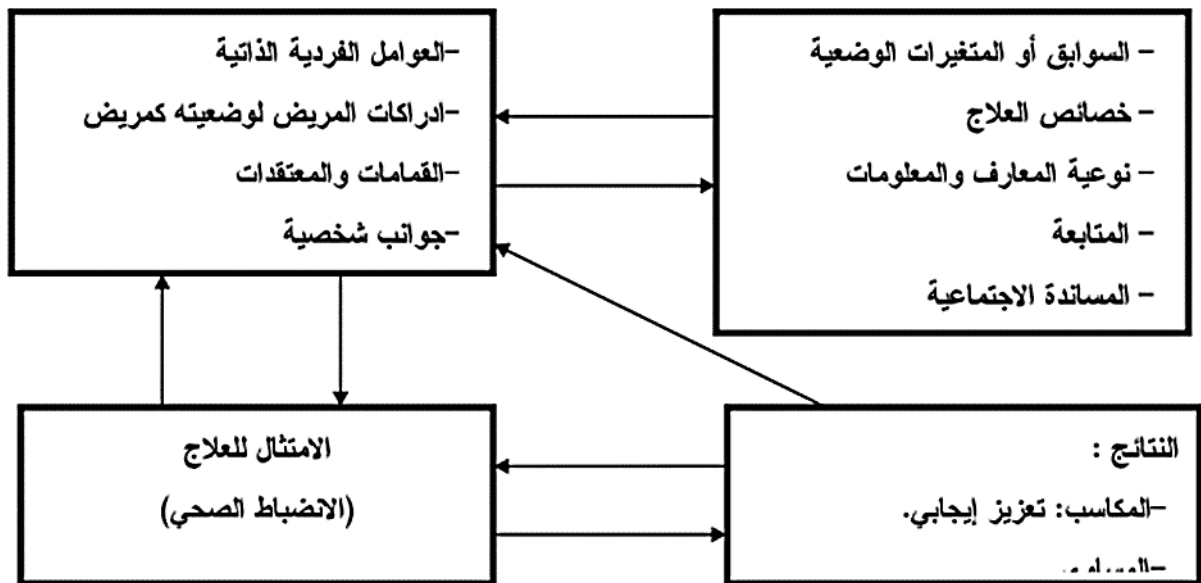 - السوابق أو المتغيرات الوضعية
- خصائص العلاج
- نوعية المعارف والمعلومات
- المتابعة
- المساندة الاجتماعية
-العوامل الفردية الذاتية
-ادراكات المريض لوضعيته كمريض
-القمامات والمعتقدات
-جوانب شخصية
النتائج :
-المكاسب: تعزيز إيجابي.
الامتثال للعلاج
(الانضباط الصحي)